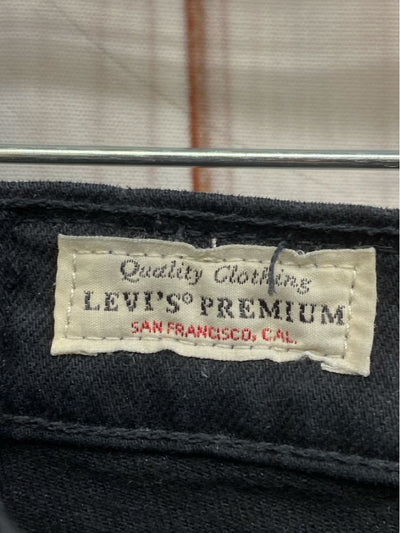 Quality Clothing
LEVI'S® PREMIUM
SAN FRANCISCO, CAL.